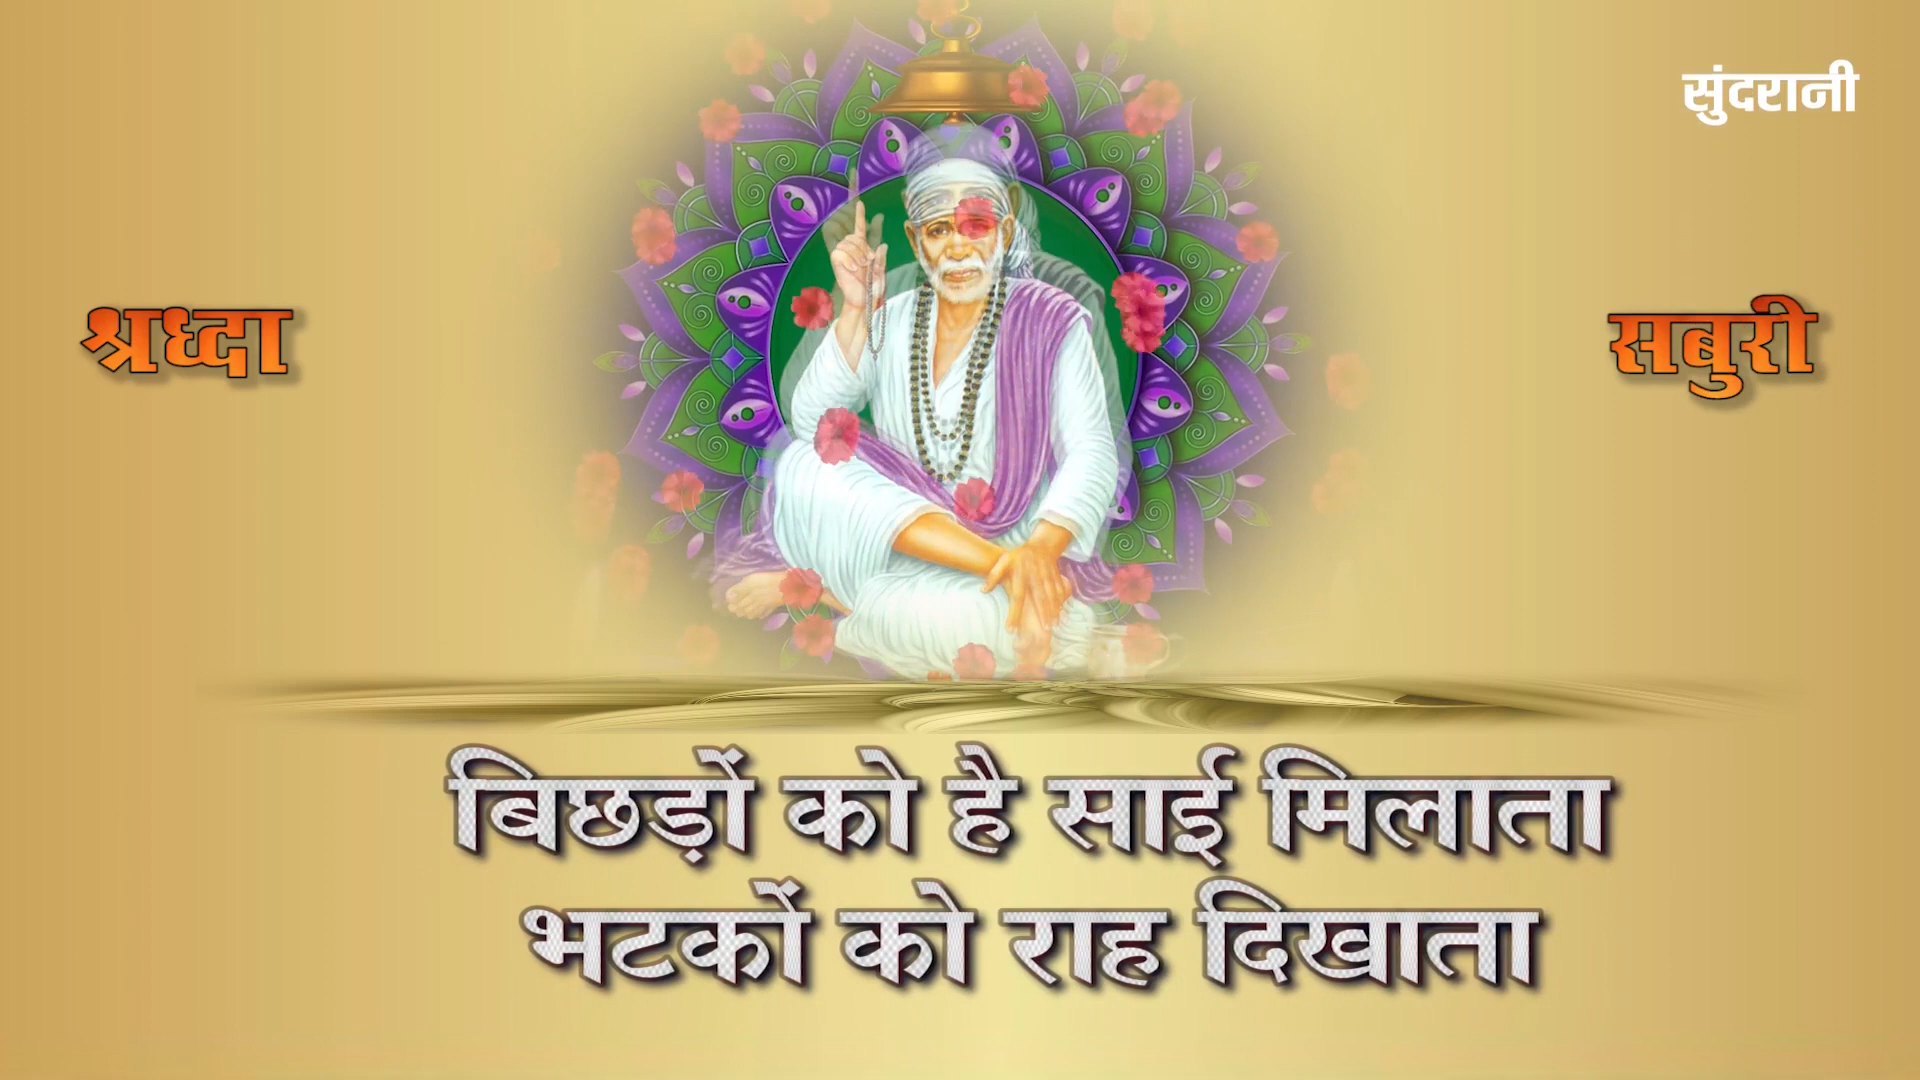 सुंदरानी
श्रध्दा
सबुरी
बिछड़ों को है साई मिलाता
भटकों को राह दिखाता